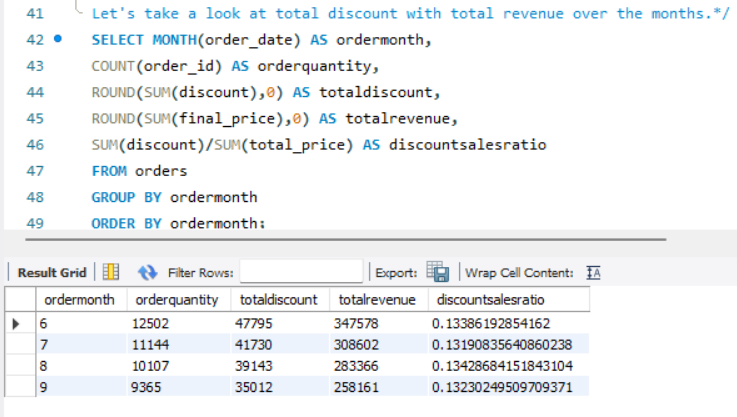 41 Let's take a look at total discount with total revenue over the months.*/
42 SELECT MONTH(order_date) AS ordermonth,
43 COUNT(order_id) AS orderquantity,
44 ROUND(SUM(discount),0) AS totaldiscount,
45 ROUND(SUM(final_price),0) AS totalrevenue,
46 SUM(discount)/SUM(total_price) AS discountsalesratio
47 FROM orders
48 GROUP BY ordermonth
49 ORDER BY ordermonth;
Result Grid Filter Rows: Export: Wrap Cell Content: IA
ordermonth orderquantity totaldiscount totalrevenue discountsalesratio
6 12502 47795 347578 0.13386192854162
7 11144 41730 308602 0.13190835640860238
8 10107 39143 283366 0.13428684151843104
9 9365 35012 258161 0.13230249509709371